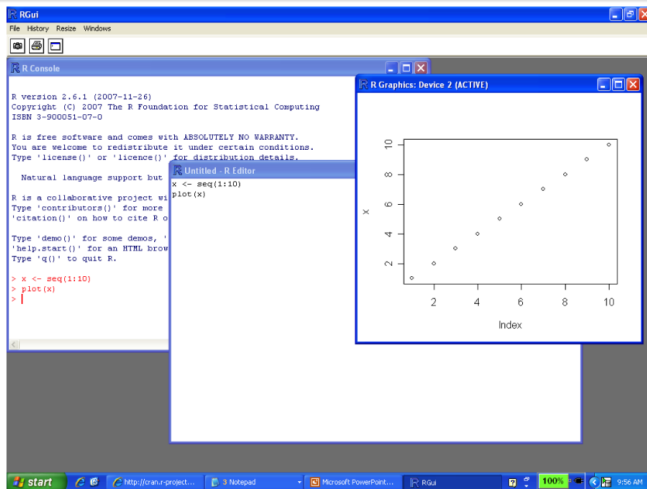 RGui
File History Resize Windows
R Console
R version 2.6.1 (2007-11-26)
Copyright (C) 2007 The R Foundation for Statistical Computing
ISBN 3-900051-07-0
R is free software and comes with ABSOLUTELY NO WARRANTY.
You are welcome to redistribute it under certain conditions.
Type 'license()' or 'licence()' for distribution details.
Natural language support but
R is a collaborative project wi
Type 'contributors()' for more
'citation()' on how to cite R o
Type 'demo()' for some demos, '
'help.start()' for an HTML brow
Type 'q()' to quit R.
> x <- seq(1:10)
> plot(x)
>
Untitled - R Editor
x <- seq(1:10)
plot(x)
R Graphics: Device 2 (ACTIVE)
10
8
6
4
2
x
2 4 6 8 10
Index
start
http://cran.r-project...
3 Notepad
Microsoft PowerPoint...
RGui
100%
9:56 AM